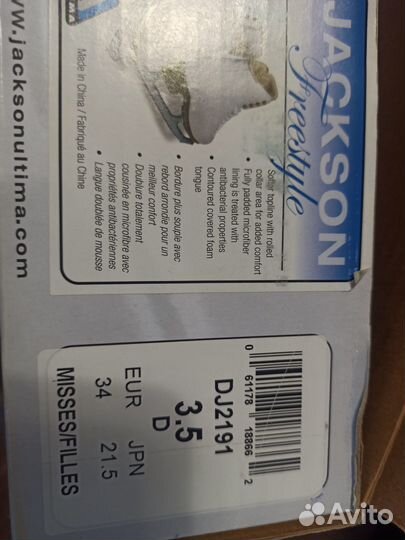 www.jacksonultima.com
MA
Made in China / Fabriqué au Chine
JACKSON
Freestyle
• Softer topline with rolled
collar area for added comfort
• Fully padded microfiber
lining is treated with
antibacterial properties
• Contoured covered foam
tongue
• Bordure plus souple avec
rebord arrondie pour un
meilleur confort
• Doublure totalement
cousinée en microfibre avec
propriétés antibactériennes
• Langue doublée de mousse
DJ2191
3.5
D
EUR JPN
34 21.5
MISSES/FILLES
0 61178 18866 2
Avito